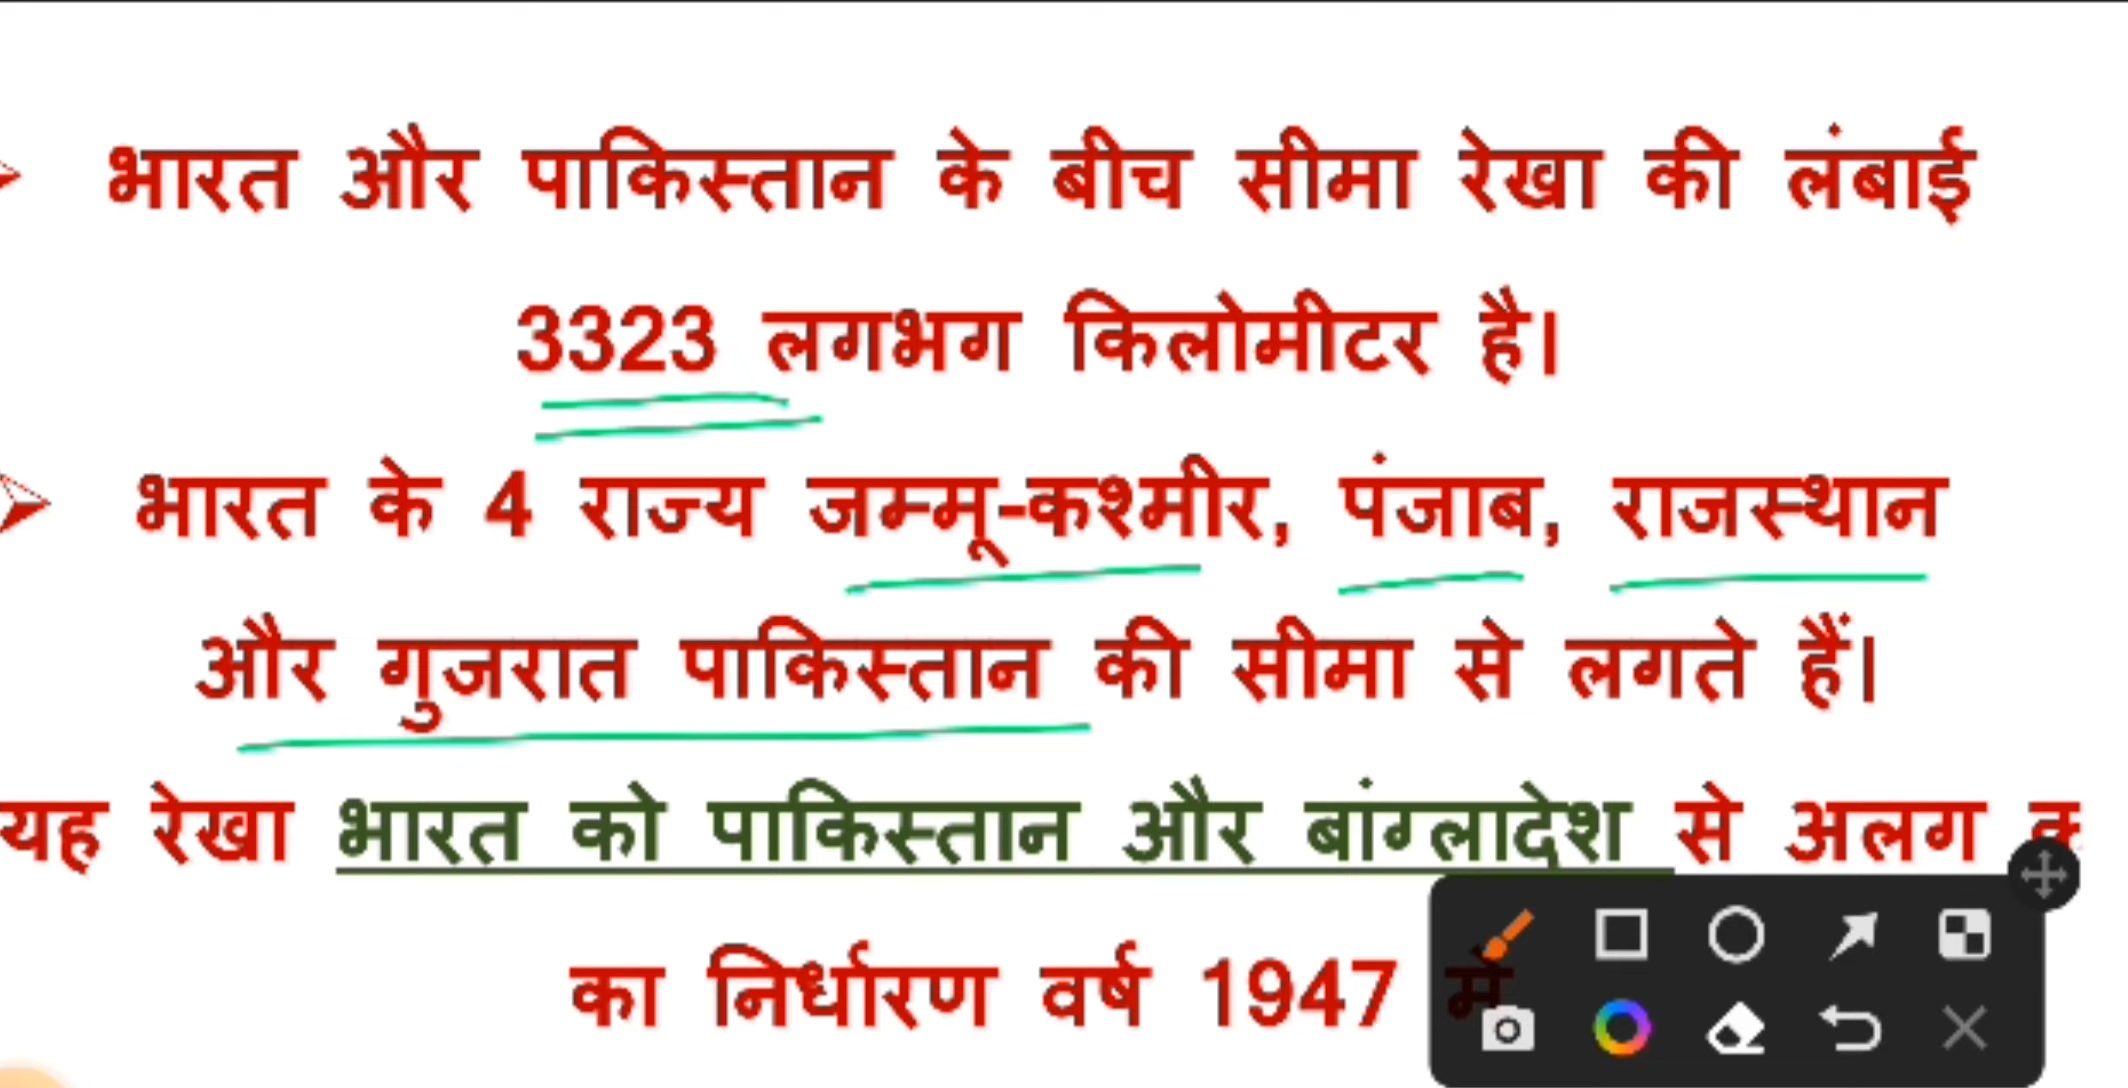 भारत और पाकिस्तान के बीच सीमा रेखा की लंबाई
3323 लगभग किलोमीटर है।
भारत के 4 राज्य जम्मू-कश्मीर, पंजाब, राजस्थान
और गुजरात पाकिस्तान की सीमा से लगते हैं।
यह रेखा भारत को पाकिस्तान और बांग्लादेश से अलग
का निर्धारण वर्ष 1947 में